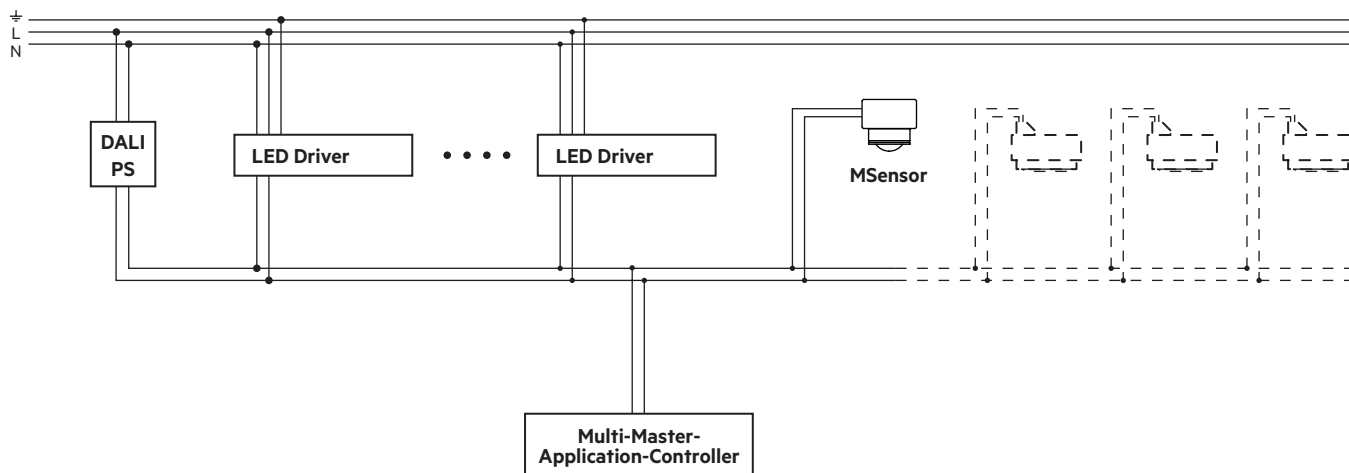 L
N
DALI
PS
LED Driver
LED Driver
MSensor
Multi-Master-
Application-Controller